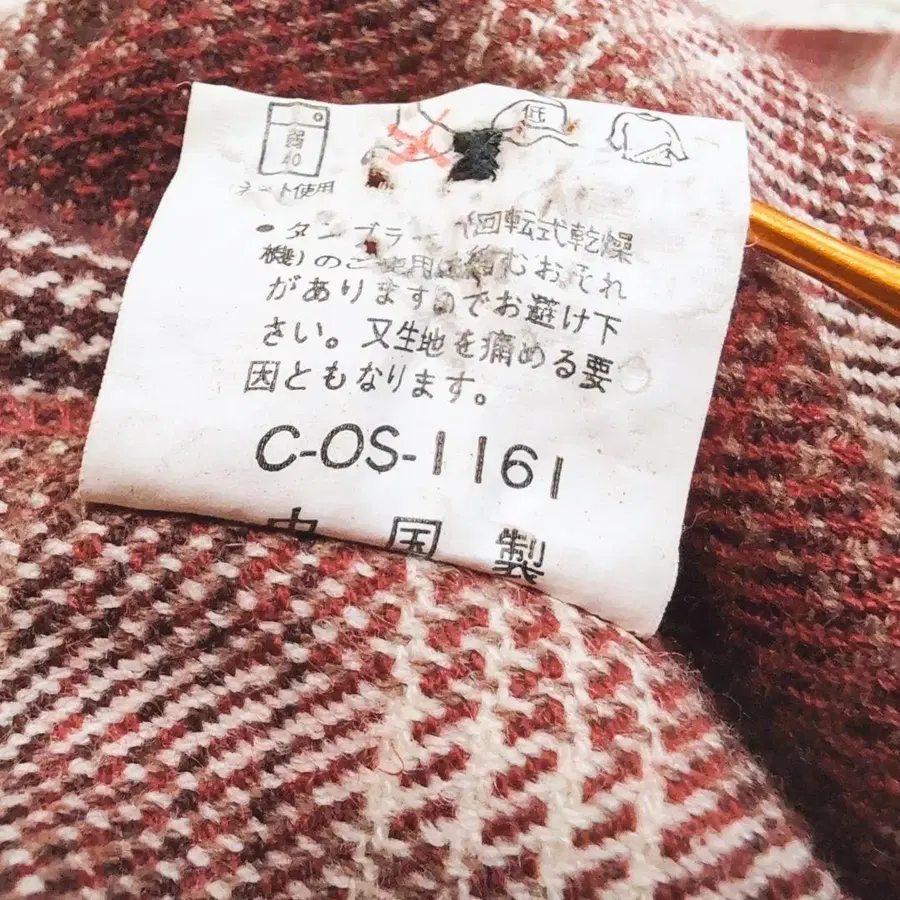 弱
40
低
ネット使用
・タンブラー（回転式乾燥
機）のご使用は縮むおそれ
がありますのでお避け下
さい。又生地を痛める要
因ともなります。
C-OS-1161
中国製